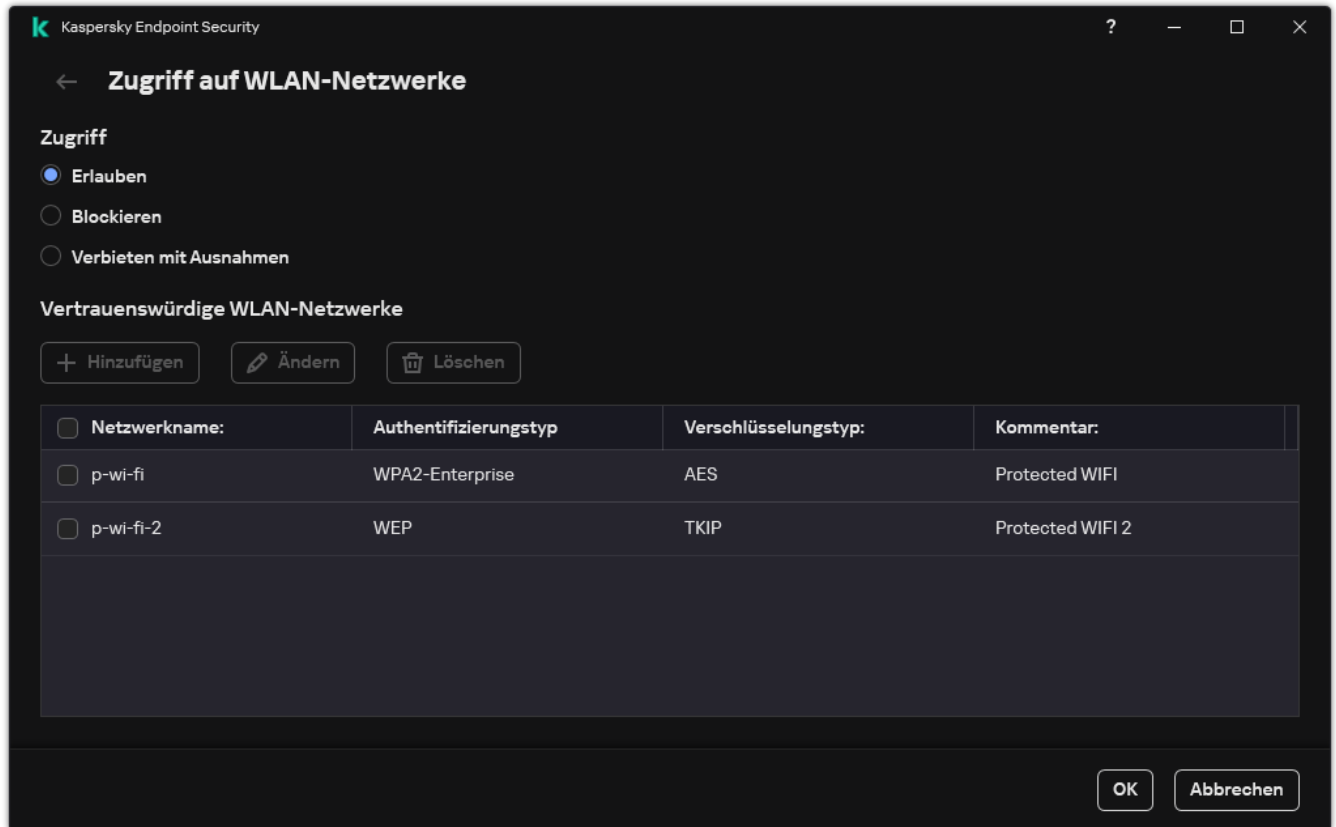 Kaspersky Endpoint Security
Zugriff auf WLAN-Netzwerke
Zugriff
Erlauben
Blockieren
Verbieten mit Ausnahmen
Vertrauenswürdige WLAN-Netzwerke
Hinzufügen Ändern Löschen
Netzwerkname: Authentifizierungstyp Verschlüsselungstyp: Kommentar:
p-wi-fi WPA2-Enterprise AES Protected WIFI
p-wi-fi-2 WEP TKIP Protected WIFI 2
OK Abbrechen